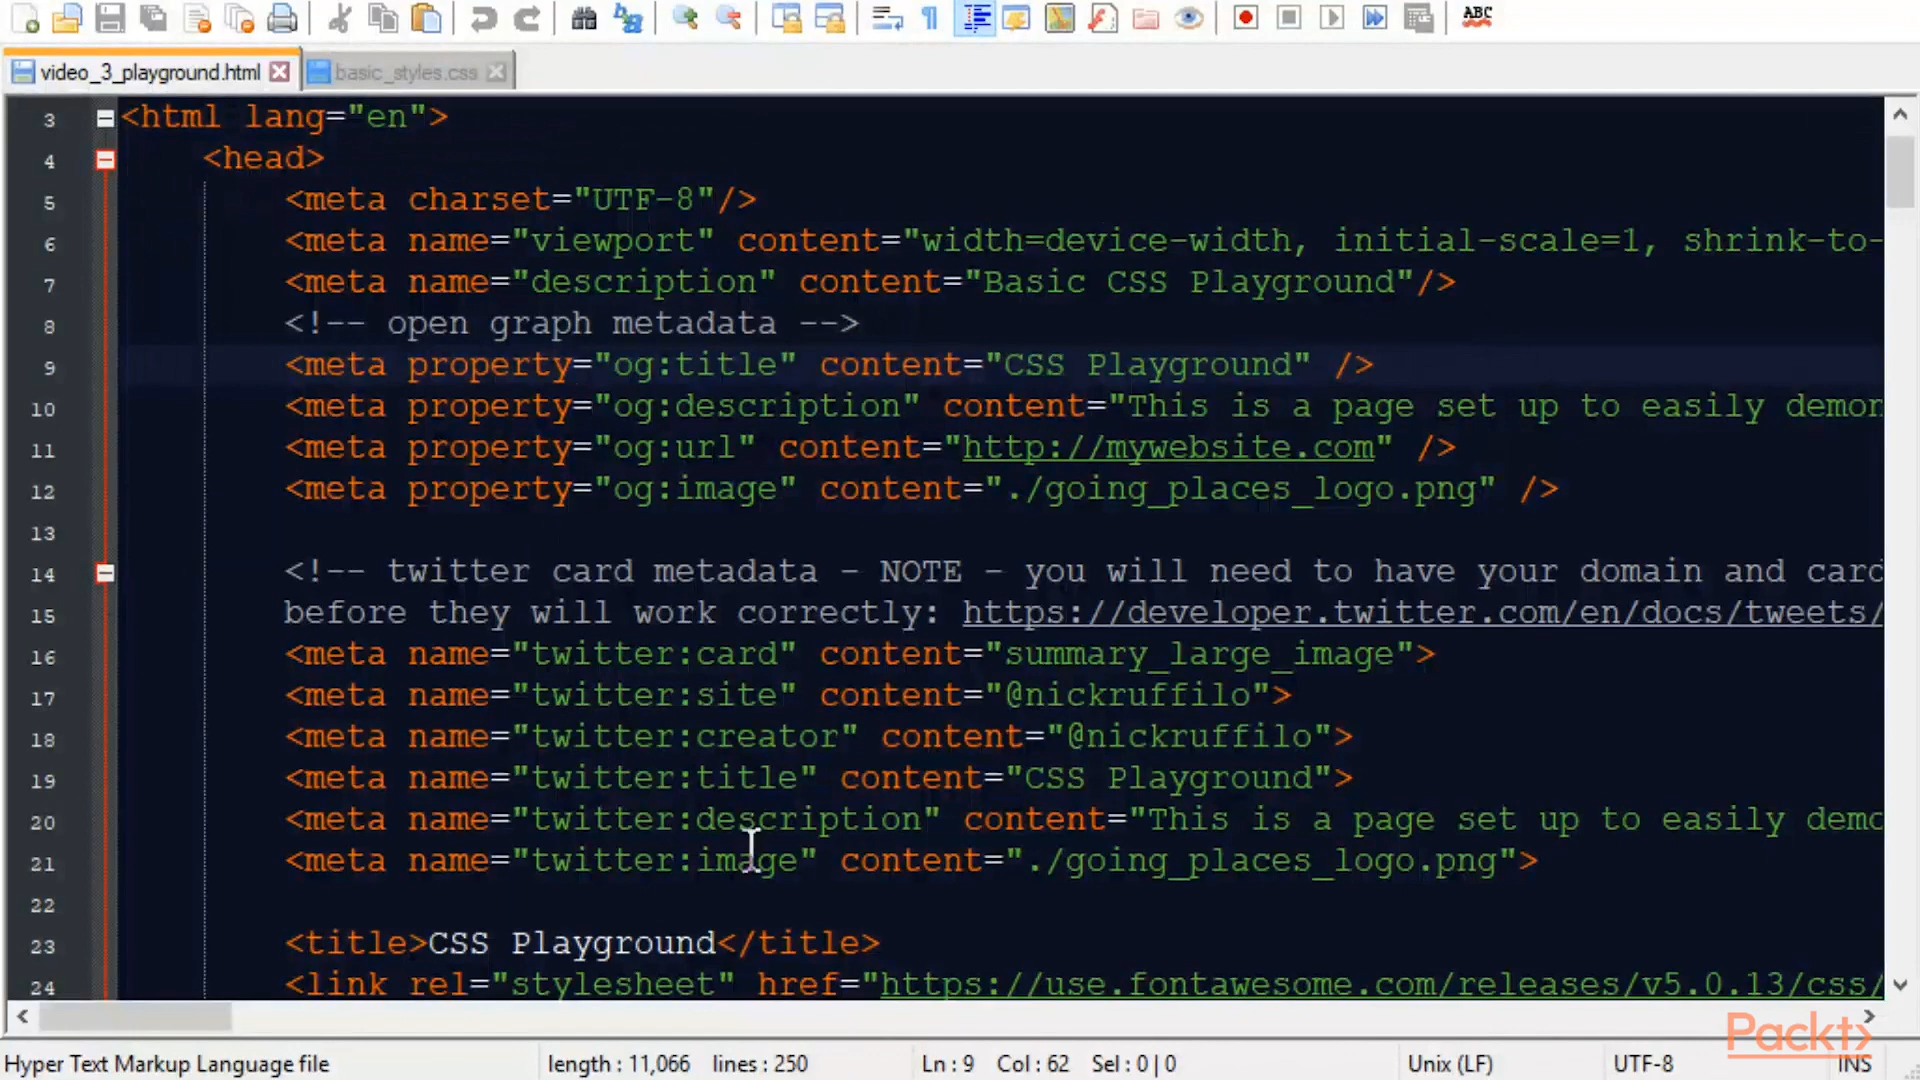 ABC
video_3_playground.html
basic_styles.css
3 <html lang="en">
4 <head>
5 <meta charset="UTF-8"/>
6 <meta name="viewport" content="width=device-width, initial-scale=1, shrink-to-
7 <meta name="description" content="Basic CSS Playground"/>
8 <!-- open graph metadata -->
9 <meta property="og:title" content="CSS Playground" />
10 <meta property="og:description" content="This is a page set up to easily demon
11 <meta property="og:url" content="http://mywebsite.com" />
12 <meta property="og:image" content="./going_places_logo.png" />
13
14 <!-- twitter card metadata - NOTE - you will need to have your domain and card
15 before they will work correctly: https://developer.twitter.com/en/docs/tweets/
16 <meta name="twitter:card" content="summary_large_image">
17 <meta name="twitter:site" content="@nickruffilo">
18 <meta name="twitter:creator" content="@nickruffilo">
19 <meta name="twitter:title" content="CSS Playground">
20 <meta name="twitter:description" content="This is a page set up to easily demo
21 <meta name="twitter:image" content="./going_places_logo.png">
22
23 <title>CSS Playground</title>
24 <link rel="stylesheet" href="https://use.fontawesome.com/releases/v5.0.13/css/
Packt
Hyper Text Markup Language file length : 11,066 lines : 250 Ln : 9 Col : 62 Sel : 0 | 0 Unix (LF) UTF-8 INS